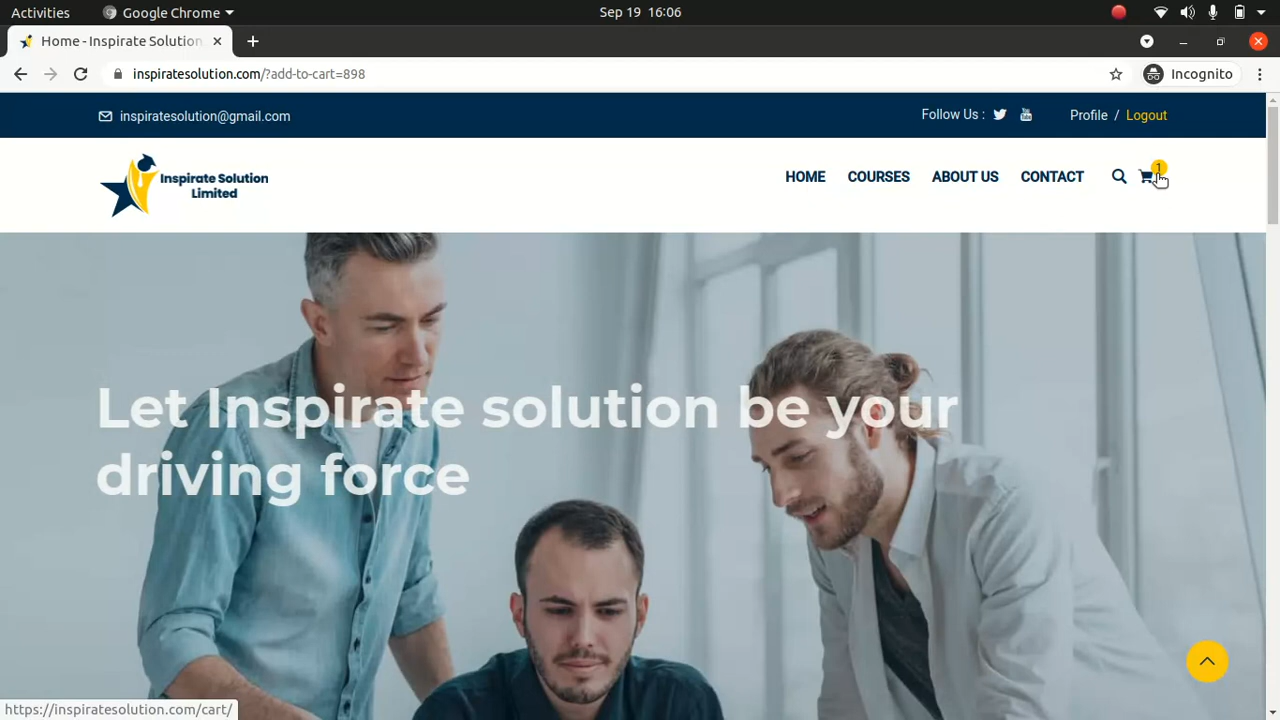 Activities Google Chrome Sep 19 16:06
Home - Inspirate Solution
inspiratesolution.com/?add-to-cart=898 Incognito
inspiratesolution@gmail.com Follow Us : Profile / Logout
Inspirate Solution
Limited
HOME COURSES ABOUT US CONTACT 1
Let Inspirate solution be your
driving force
https://inspiratesolution.com/cart/